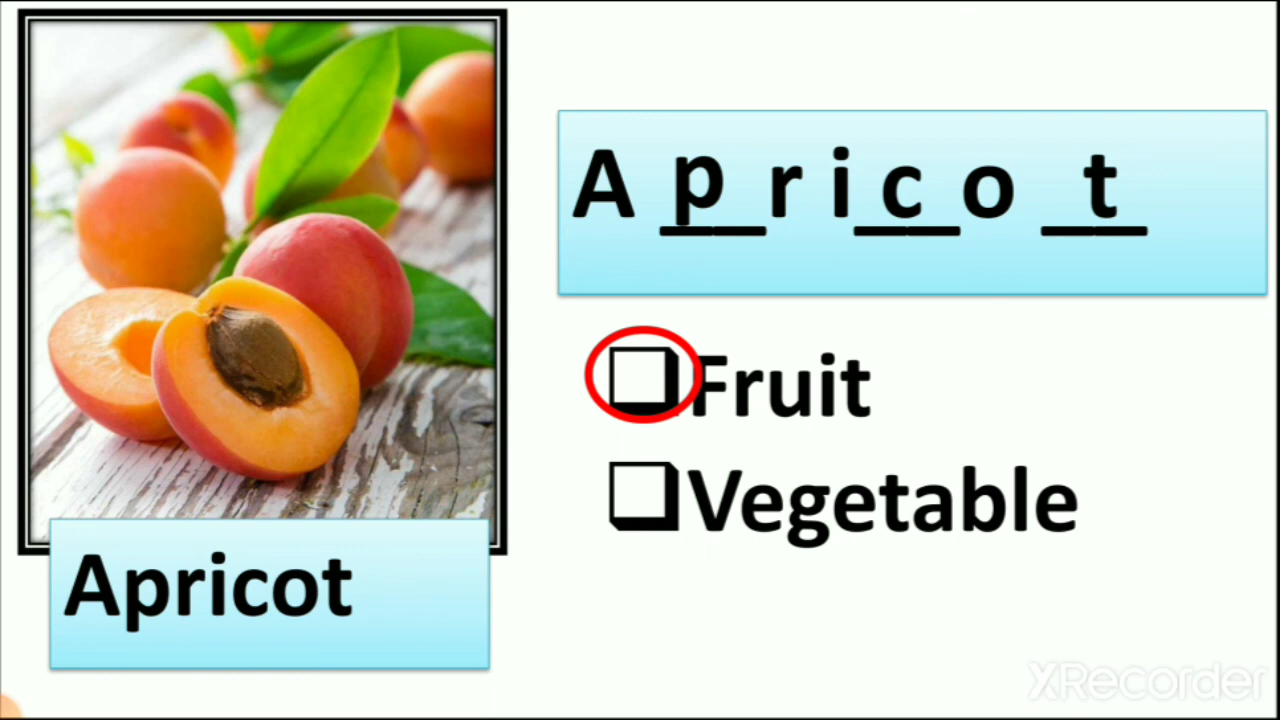 A p r i c o t
Fruit
Vegetable
Apricot
XRecorder